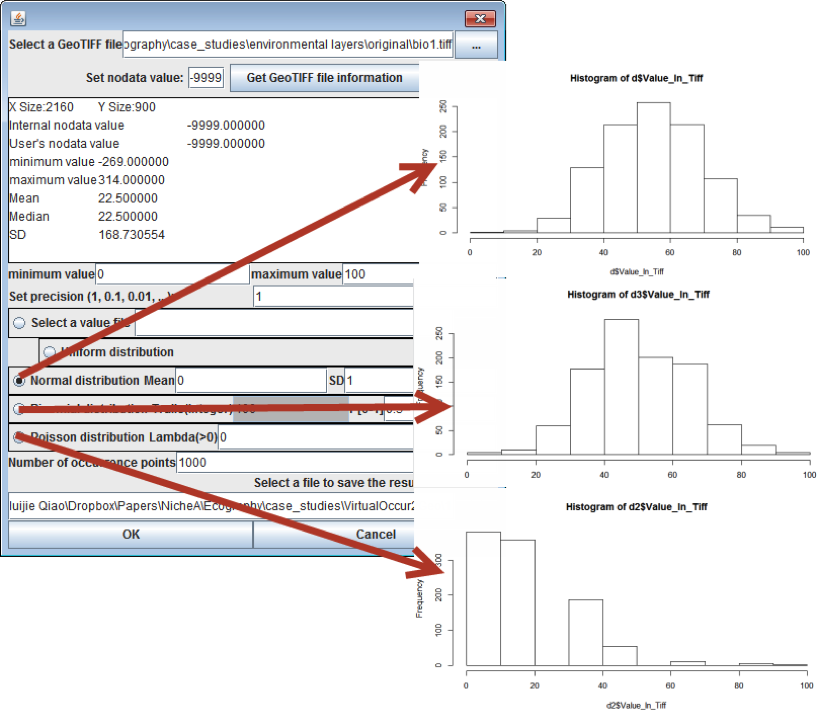 Select a GeoTIFF file ography\case_studies\environmental layers\original\bio1.tiff ...
Set nodata value: -9999 Get GeoTIFF file information
X Size:2160 Y Size:900
Internal nodata value -9999.000000
User's nodata value -9999.000000
minimum value -269.000000
maximum value 314.000000
Mean 22.500000
Median 22.500000
SD 168.730554
minimum value 0 maximum value 100
Set precision (1, 0.1, 0.01, ...) 1
Select a value file
Uniform distribution
Normal distribution Mean 0 SD 1
Binomial distribution Trails(integer) 100
Poisson distribution Lambda(>0) 0
Number of occurrence points 1000
Select a file to save the resu
luijie Qiao\Dropbox\Papers\NicheA\Ecography\case_studies\VirtualOccur2
OK Cancel
Histogram of d$Value_In_Tiff
Frequency
0 50 100 150 200 250
0 20 40 60 80 100
d$Value_In_Tiff
Histogram of d3$Value_In_Tiff
Frequency
0 50 150 250
0 20 40 60 80 100
Histogram of d2$Value_In_Tiff
Frequency
0 100 200 300
0 20 40 60 80 100
d2$Value_In_Tiff